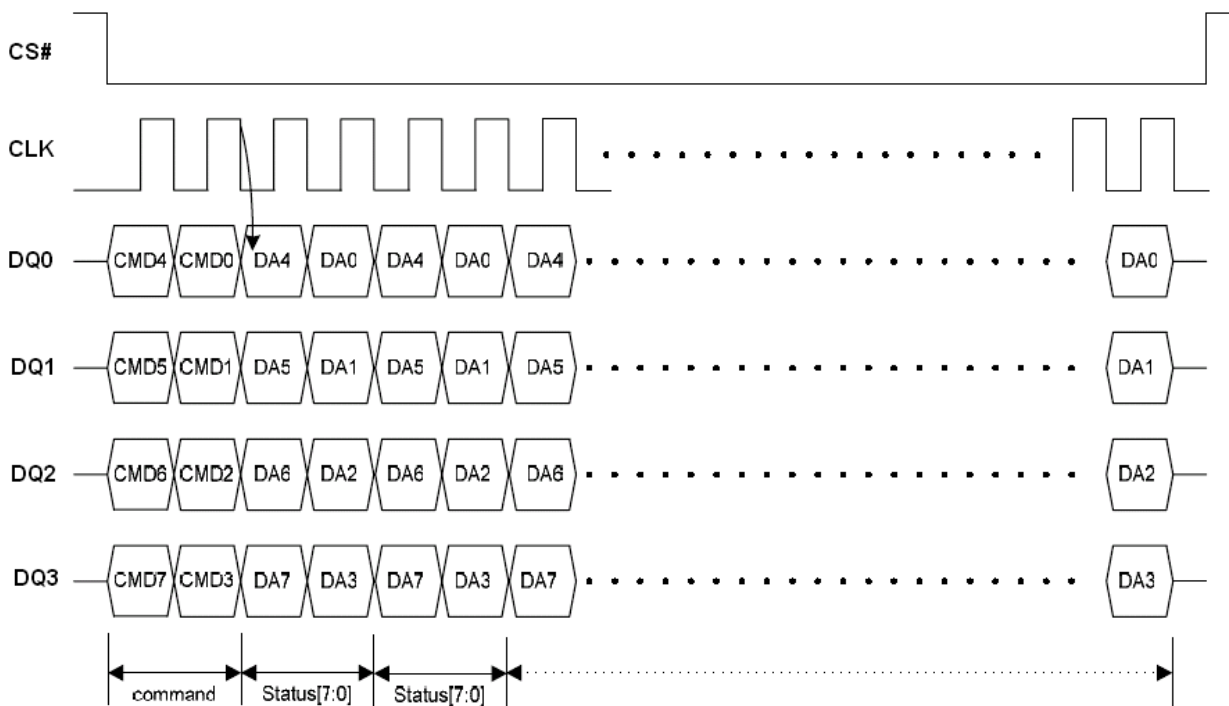 CS#
CLK
DQ0 CMD4 CMD0 DA4 DA0 DA4 DA0 DA4 DA0
DQ1 CMD5 CMD1 DA5 DA1 DA5 DA1 DA5 DA1
DQ2 CMD6 CMD2 DA6 DA2 DA6 DA2 DA6 DA2
DQ3 CMD7 CMD3 DA7 DA3 DA7 DA3 DA7 DA3
command Status[7:0] Status[7:0]